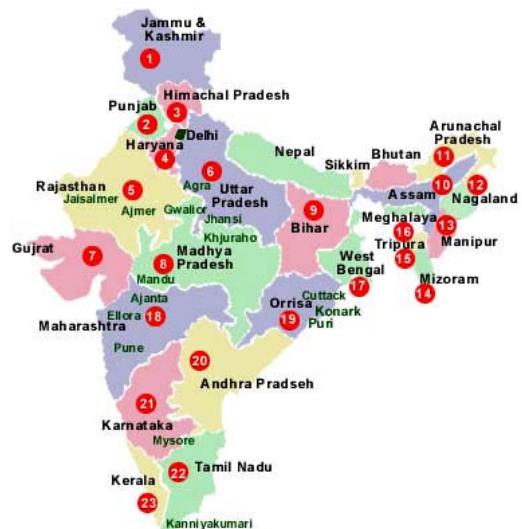 Jammu &
Kashmir
1
Himachal Pradesh
3
Punjab
2
Delhi
Haryana
4
Nepal
Sikkim
Bhutan
Arunachal
Pradesh
11
6
Agra
Uttar
Pradesh
Rajasthan
5
Jaisalmer
Ajmer
Gwalior
Jhansi
Khjuraho
9
Bihar
10
Assam
12
Nagaland
Meghalaya
16
13
Manipur
Tripura
15
14
Mizoram
Gujrat
7
8
Madhya
Pradesh
Mandu
West
Bengal
17
Ajanta
Ellora
18
Maharashtra
Pune
Orrisa
Cuttack
19
Konark
Puri
20
Andhra Pradseh
21
Karnataka
Mysore
22
Tamil Nadu
Kerala
23
Kanniyakumari